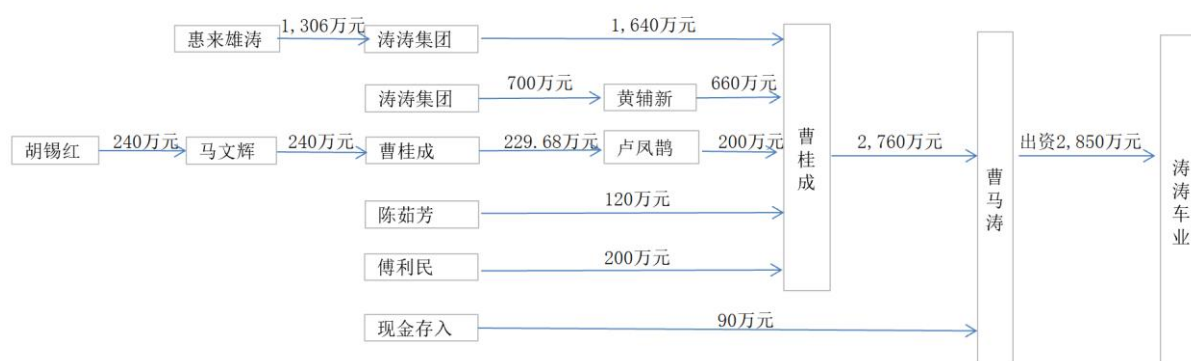 惠来雄涛
1,306万元
涛涛集团
1,640万元
涛涛集团
700万元
黄辅新
660万元
胡锡红
240万元
马文辉
240万元
曹桂成
229.68万元
卢凤鹊
200万元
曹桂成
2,760万元
曹马涛
出资2,850万元
涛涛车业
陈茹芳
120万元
傅利民
200万元
现金存入
90万元